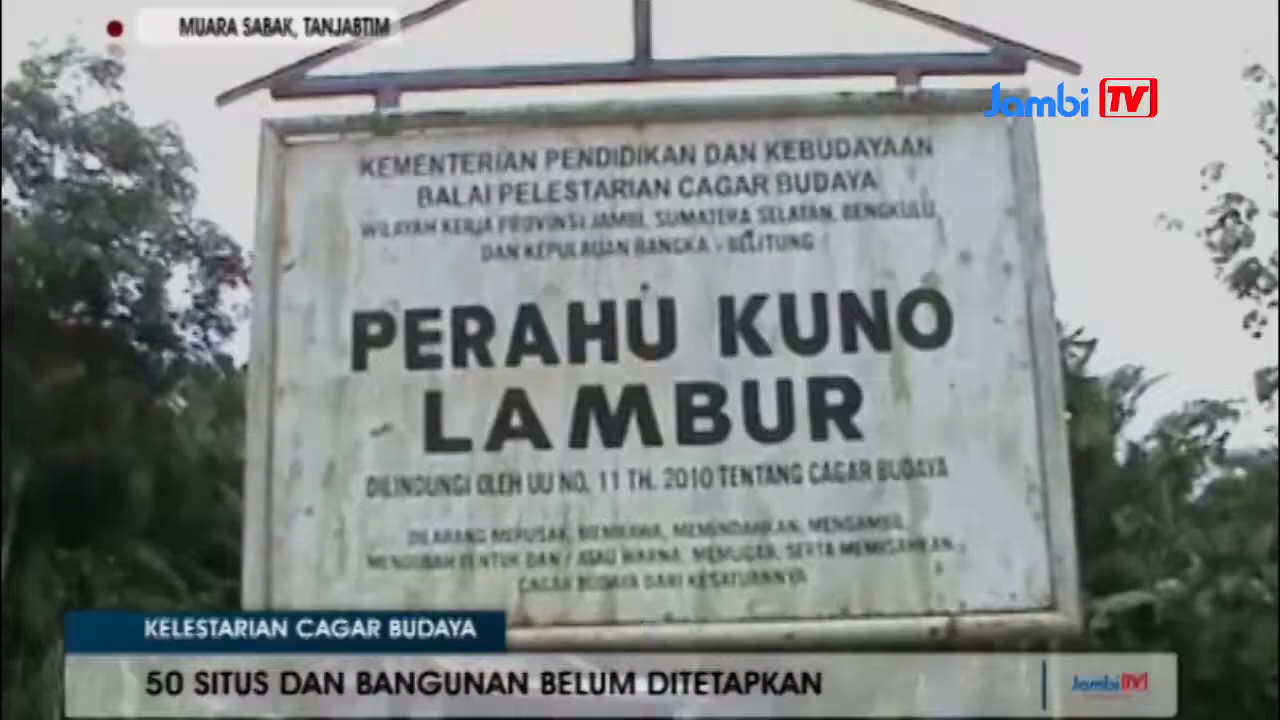 MUARA SABAK, TANJABTIM
Jambi TV
KEMENTERIAN PENDIDIKAN DAN KEBUDAYAAN
BALAI PELESTARIAN CAGAR BUDAYA
WILAYAH KERJA PROVINSI JAMBI, SUMATERA SELATAN, BENGKULU,
DAN KEPULAUAN BANGKA - BELITUNG
PERAHU KUNO
LAMBUR
DILINDUNGI OLEH UU NO. 11 TH. 2010 TENTANG CAGAR BUDAYA
DILARANG MERUSAK, MEMBAWA, MEMINDAHKAN, MENGAMBIL,
MENGUBAH BENTUK DAN / ATAU WARNA, MEMUGAR, SERTA MEMISAHKAN
CAGAR BUDAYA DARI KESATUANNYA
KELESTARIAN CAGAR BUDAYA
50 SITUS DAN BANGUNAN BELUM DITETAPKAN
Jambi TV